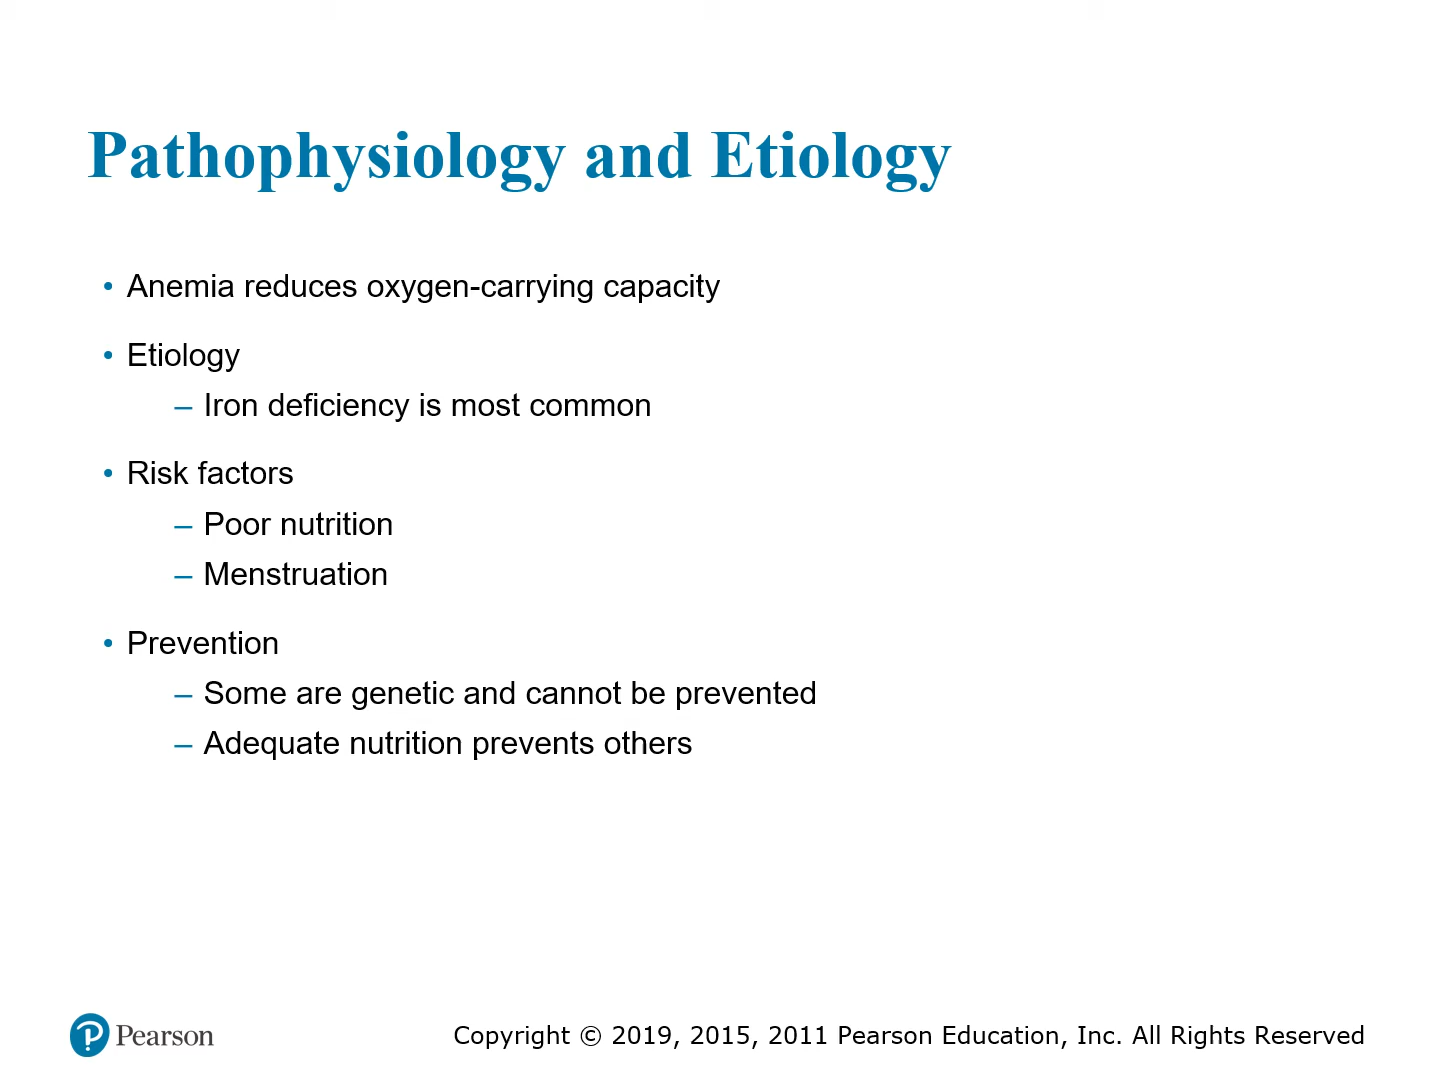 Pathophysiology and Etiology
• Anemia reduces oxygen-carrying capacity
• Etiology
– Iron deficiency is most common
• Risk factors
– Poor nutrition
– Menstruation
• Prevention
– Some are genetic and cannot be prevented
– Adequate nutrition prevents others
Pearson
Copyright © 2019, 2015, 2011 Pearson Education, Inc. All Rights Reserved